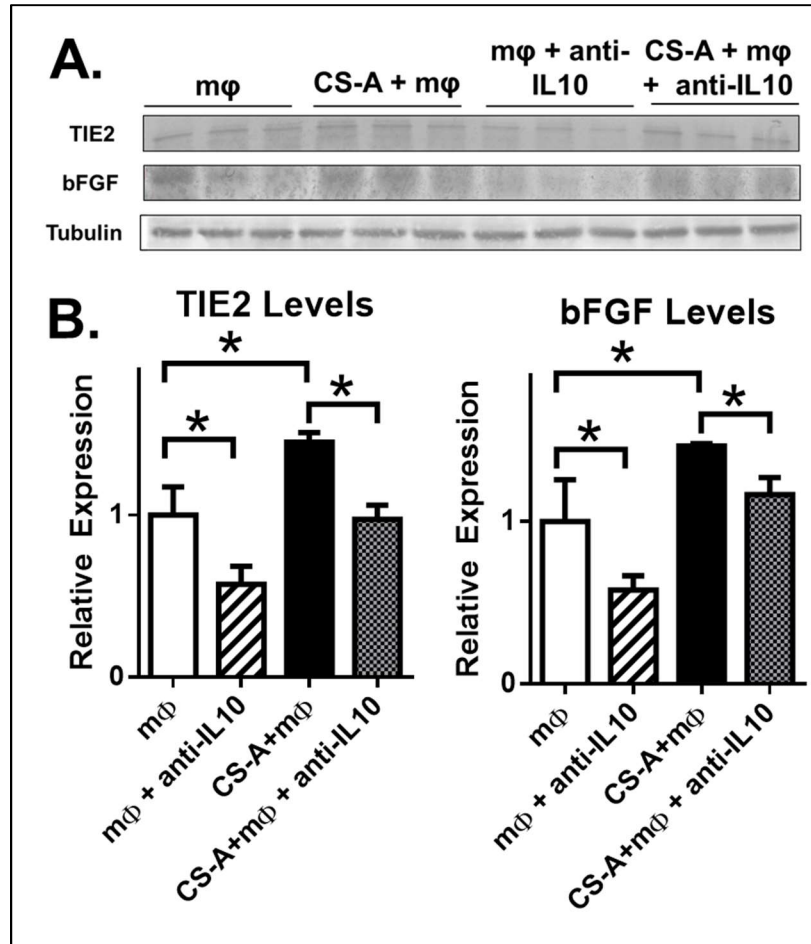 A.
mφ
CS-A + mφ
mφ + anti-
IL10
CS-A + mφ
+ anti-IL10
TIE2
bFGF
Tubulin
B.
TIE2 Levels
Relative Expression
1
0
*
*
*
mΦ
mΦ + anti-IL10
CS-A+mΦ
CS-A+mΦ + anti-IL10
bFGF Levels
Relative Expression
1
0
*
*
*
mΦ
mΦ + anti-IL10
CS-A+mΦ
CS-A+mΦ + anti-IL10